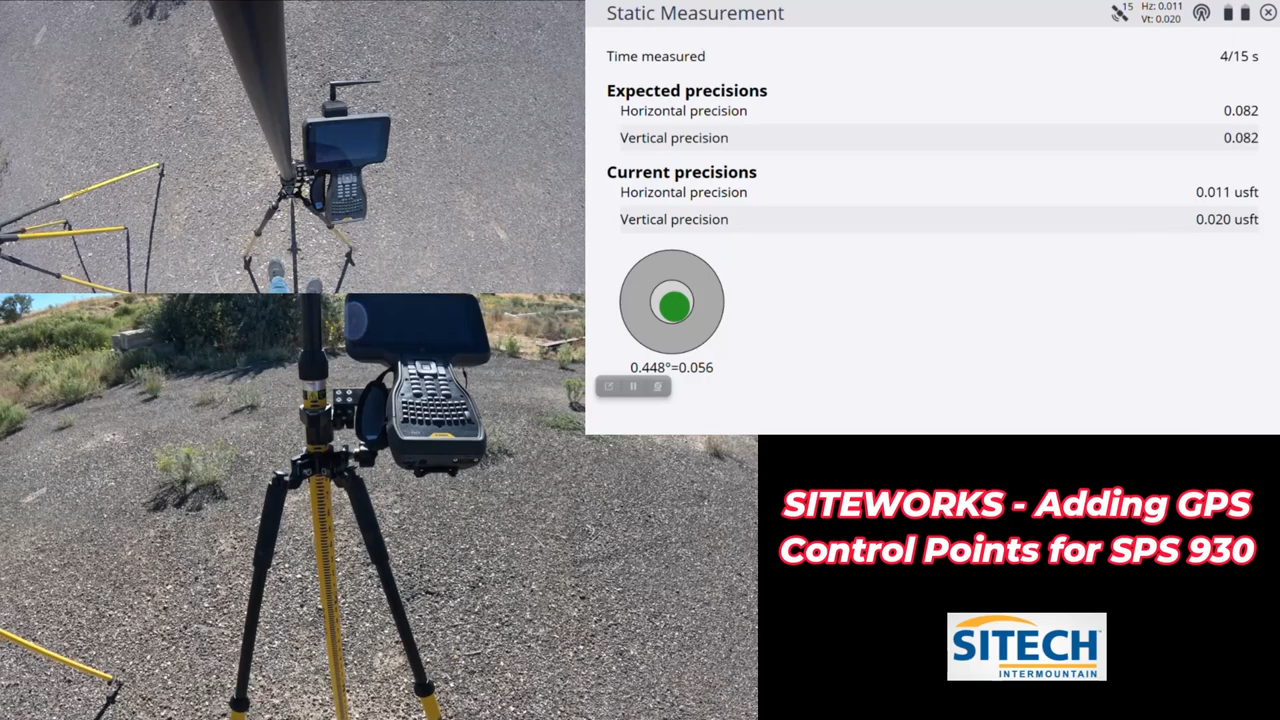 Static Measurement
15
Hz: 0.011
Vt: 0.020
Time measured 4/15 s
Expected precisions
Horizontal precision 0.082
Vertical precision 0.082
Current precisions
Horizontal precision 0.011 usft
Vertical precision 0.020 usft
0.448°=0.056
SITEWORKS - Adding GPS
Control Points for SPS 930
SITECH
INTERMOUNTAIN